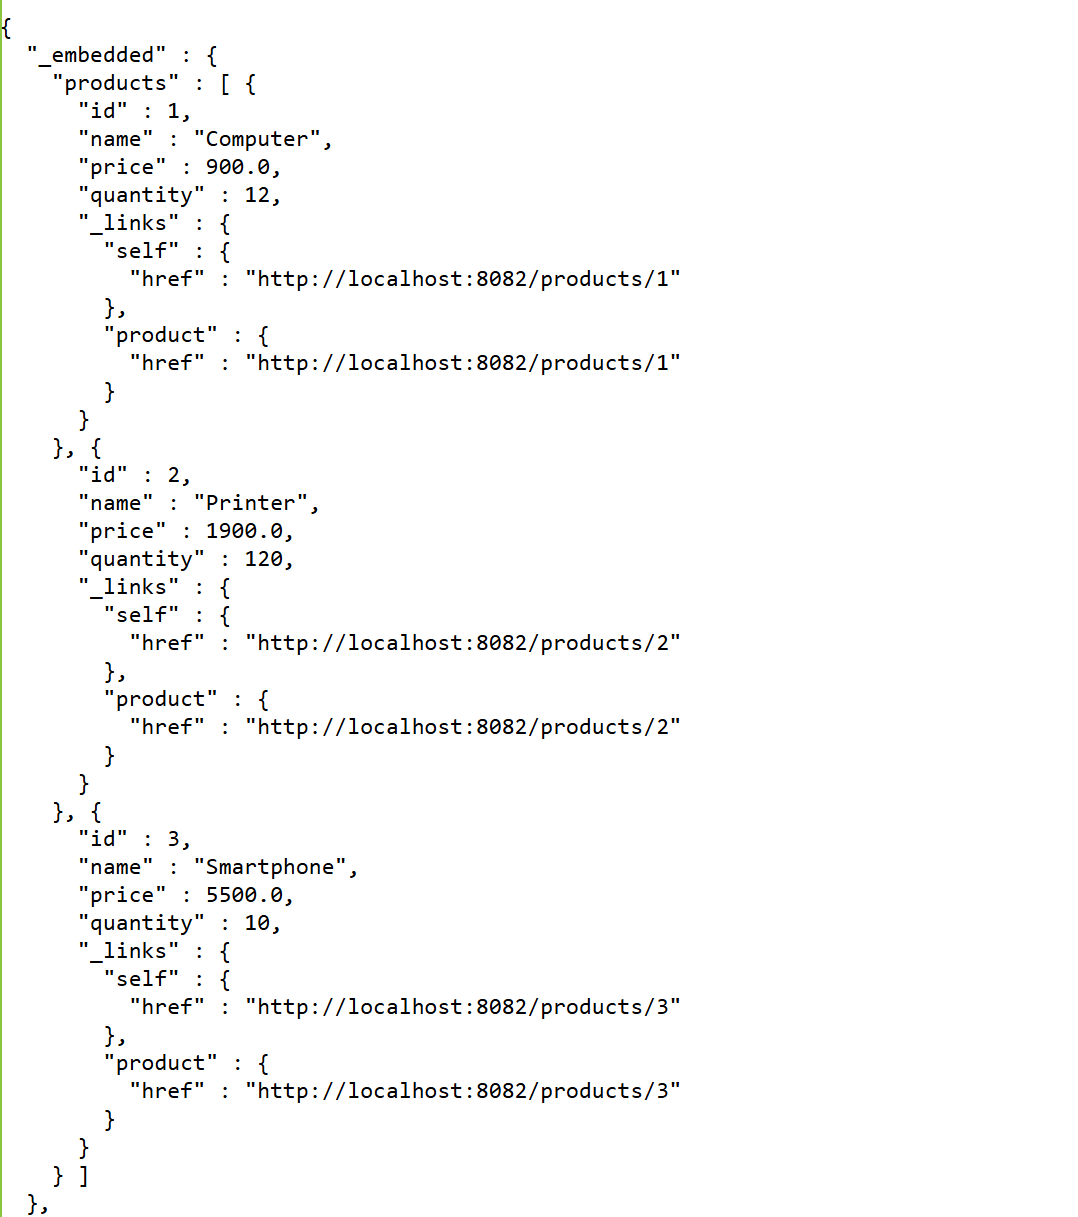 {
  "_embedded" : {
    "products" : [ {
      "id" : 1,
      "name" : "Computer",
      "price" : 900.0,
      "quantity" : 12,
      "_links" : {
        "self" : {
          "href" : "http://localhost:8082/products/1"
        },
        "product" : {
          "href" : "http://localhost:8082/products/1"
        }
      }
    }, {
      "id" : 2,
      "name" : "Printer",
      "price" : 1900.0,
      "quantity" : 120,
      "_links" : {
        "self" : {
          "href" : "http://localhost:8082/products/2"
        },
        "product" : {
          "href" : "http://localhost:8082/products/2"
        }
      }
    }, {
      "id" : 3,
      "name" : "Smartphone",
      "price" : 5500.0,
      "quantity" : 10,
      "_links" : {
        "self" : {
          "href" : "http://localhost:8082/products/3"
        },
        "product" : {
          "href" : "http://localhost:8082/products/3"
        }
      }
    } ]
  },